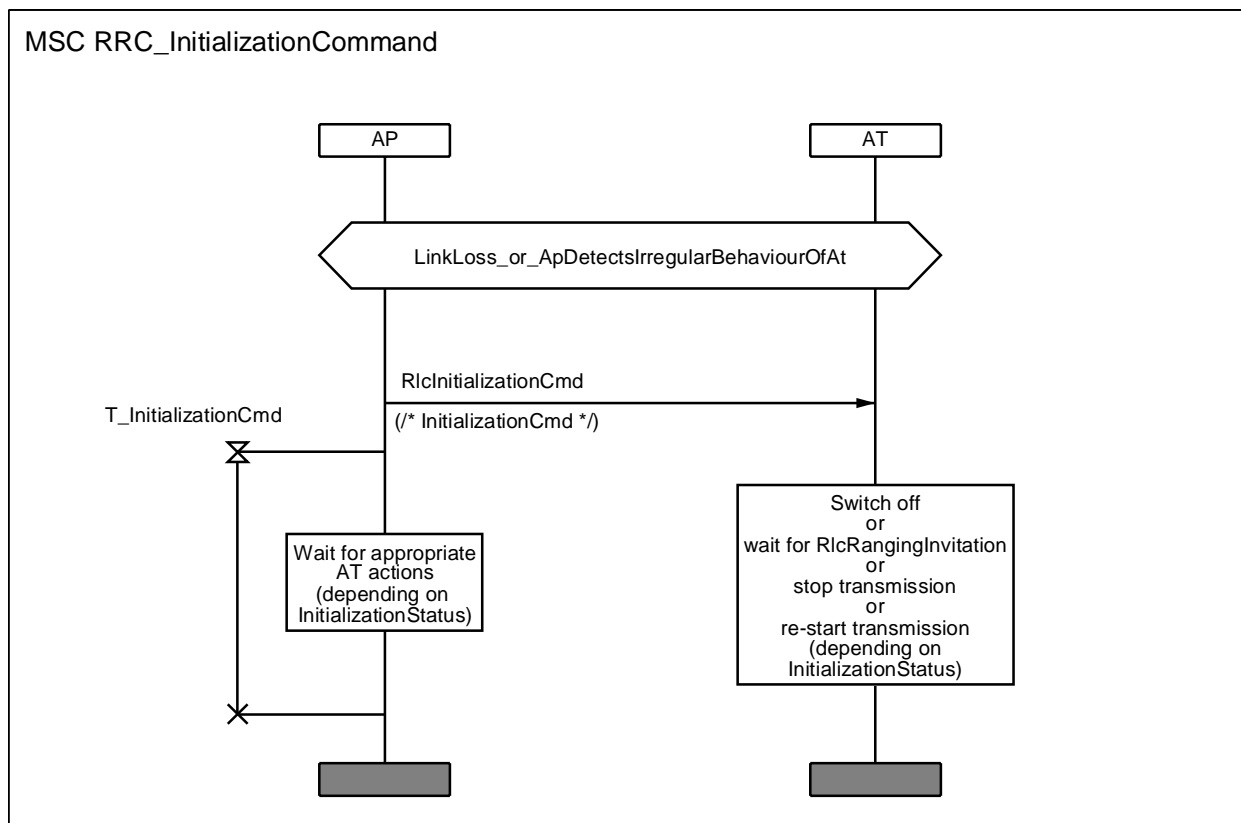 MSC RRC_InitializationCommand
AP
AT
LinkLoss_or_ApDetectsIrregularBehaviourOfAt
RlcInitializationCmd
T_InitializationCmd
(/* InitializationCmd */)
Switch off
or
wait for RlcRangingInvitation
or
stop transmission
or
re-start transmission
(depending on
InitializationStatus)
Wait for appropriate
AT actions
(depending on
InitializationStatus)